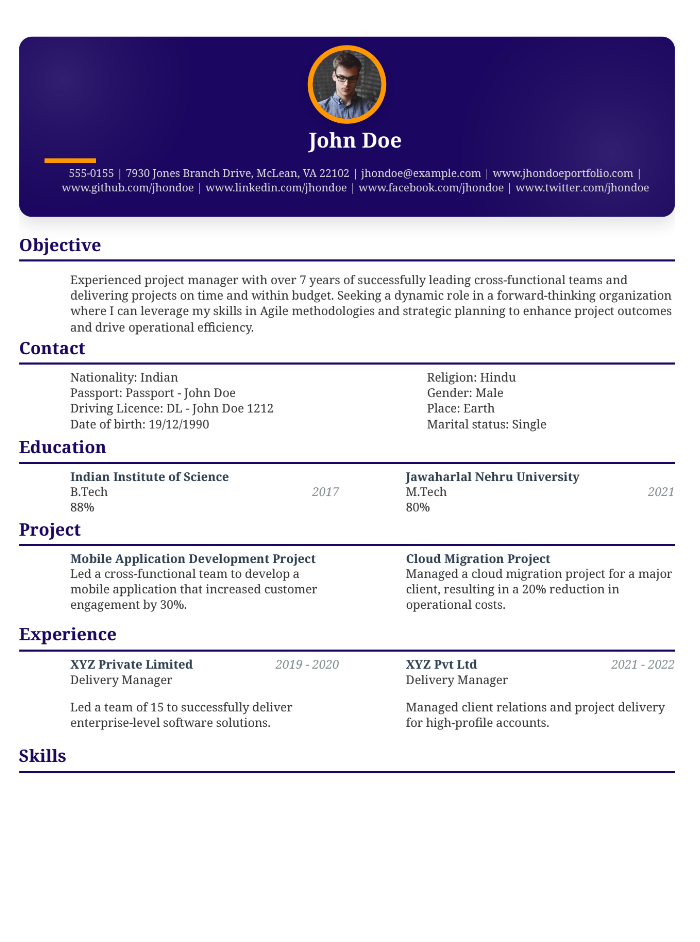 John Doe
555-0155 | 7930 Jones Branch Drive, McLean, VA 22102 | jhondoe@example.com | www.jhondoeportfolio.com |
www.github.com/jhondoe | www.linkedin.com/jhondoe | www.facebook.com/jhondoe | www.twitter.com/jhondoe
Objective
Experienced project manager with over 7 years of successfully leading cross-functional teams and
delivering projects on time and within budget. Seeking a dynamic role in a forward-thinking organization
where I can leverage my skills in Agile methodologies and strategic planning to enhance project outcomes
and drive operational efficiency.
Contact
Nationality: Indian
Passport: Passport - John Doe
Driving Licence: DL - John Doe 1212
Date of birth: 19/12/1990
Religion: Hindu
Gender: Male
Place: Earth
Marital status: Single
Education
Indian Institute of Science
B.Tech 2017
88%
Jawaharlal Nehru University
M.Tech 2021
80%
Project
Mobile Application Development Project
Led a cross-functional team to develop a
mobile application that increased customer
engagement by 30%.
Cloud Migration Project
Managed a cloud migration project for a major
client, resulting in a 20% reduction in
operational costs.
Experience
XYZ Private Limited 2019 - 2020
Delivery Manager
Led a team of 15 to successfully deliver
enterprise-level software solutions.
XYZ Pvt Ltd 2021 - 2022
Delivery Manager
Managed client relations and project delivery
for high-profile accounts.
Skills